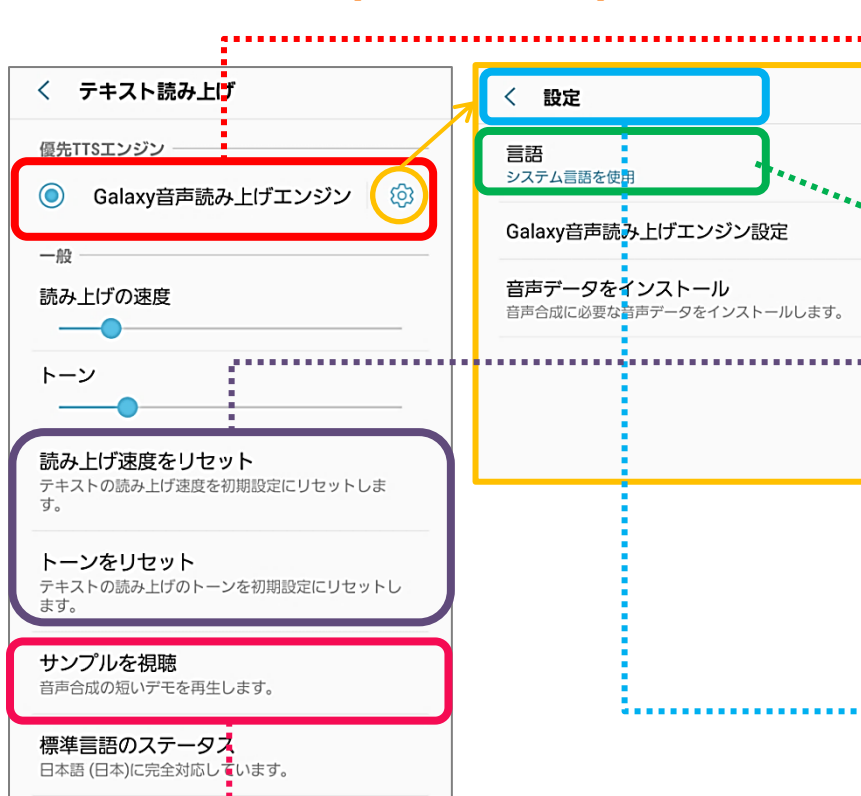 テキスト読み上げ
優先TTSエンジン
Galaxy音声読み上げエンジン
一般
読み上げの速度
トーン
読み上げ速度をリセット
テキストの読み上げ速度を初期設定にリセットしま
す。
トーンをリセット
テキストの読み上げのトーンを初期設定にリセットし
ます。
サンプルを視聴
音声合成の短いデモを再生します。
標準言語のステータス
日本語 (日本)に完全対応しています。
設定
言語
システム言語を使用
Galaxy音声読み上げエンジン設定
音声データをインストール
音声合成に必要な音声データをインストールします。